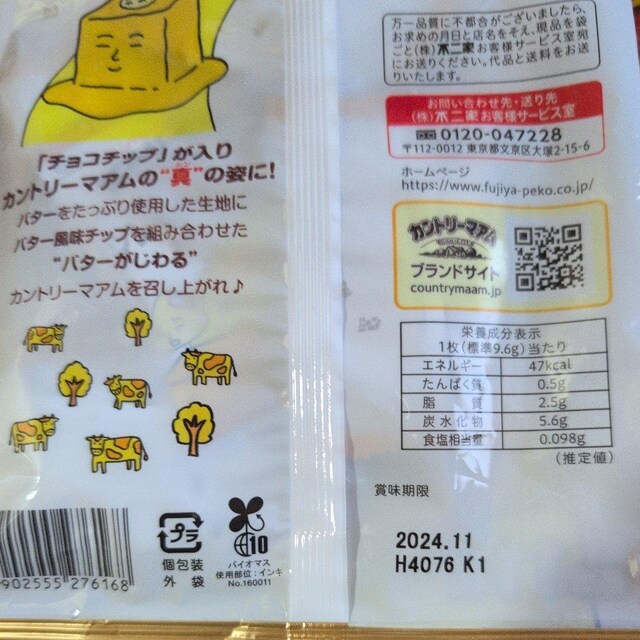 「チョコチップ」が入り
カントリーマアムの"真"の姿に!
バターをたっぷり使用した生地に
バター風味チップを組み合わせた
"バターがじわる"
カントリーマアムを召し上がれ♪
902555 276168
プラ
個包装
外袋
10
バイオマス
使用部位:インキ
No.160011
万一品質に不都合がございましたら、
お求めの月日と店名をそえ、現品を袋
ごと(株)不二家お客様サービス室宛
にお送りください。代品と送料をお送
りいたします。
お問い合わせ先・送り先
(株)不二家お客様サービス室
0120-047228
〒112-0012 東京都文京区大塚2-15-6
ホームページ
https://www.fujiya-peko.co.jp/
カントリーマアム
ブランドサイト
countrymaam.jp
栄養成分表示
1枚(標準9.6g)当たり
エネルギー 47kcal
たんぱく質 0.5g
脂質 2.5g
炭水化物 5.6g
食塩相当量 0.098g
(推定値)
賞味期限
2024.11
H4076 K1